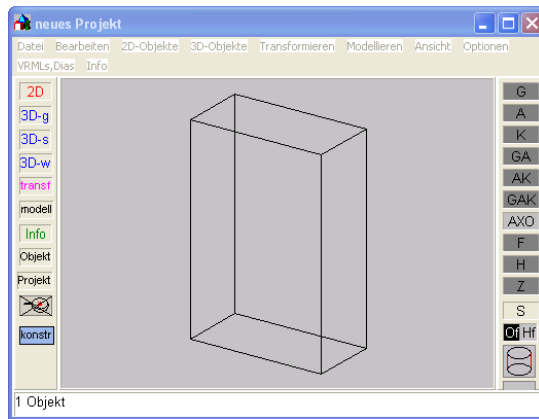 neues Projekt
Datei Bearbeiten 2D-Objekte 3D-Objekte Transformieren Modellieren Ansicht Optionen
VRMLs,Dias Info
2D
3D-g
3D-s
3D-w
transf
modell
Info
Objekt
Projekt
konstr
G
A
K
GA
AK
GAK
AXO
F
H
Z
S
Of Hf
1 Objekt